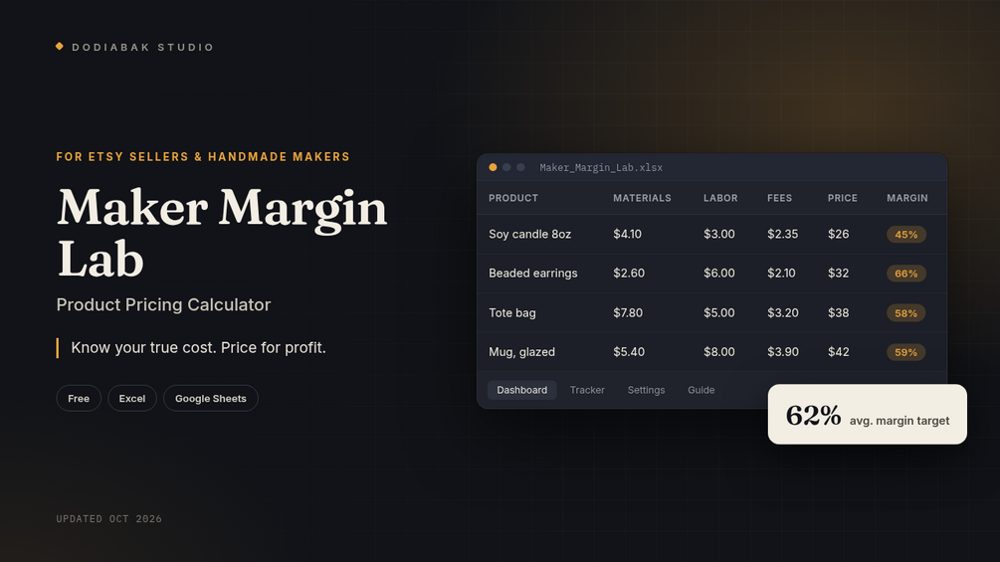 DODIABAK STUDIO
FOR ETSY SELLERS & HANDMADE MAKERS
Maker Margin
Lab
Product Pricing Calculator
Know your true cost. Price for profit.
Free Excel Google Sheets
UPDATED OCT 2026
Maker_Margin_Lab.xlsx
PRODUCT MATERIALS LABOR FEES PRICE MARGIN
Soy candle 8oz $4.10 $3.00 $2.35 $26 45%
Beaded earrings $2.60 $6.00 $2.10 $32 66%
Tote bag $7.80 $5.00 $3.20 $38 58%
Mug, glazed $5.40 $8.00 $3.90 $42 59%
Dashboard Tracker Settings Guide
62% avg. margin target